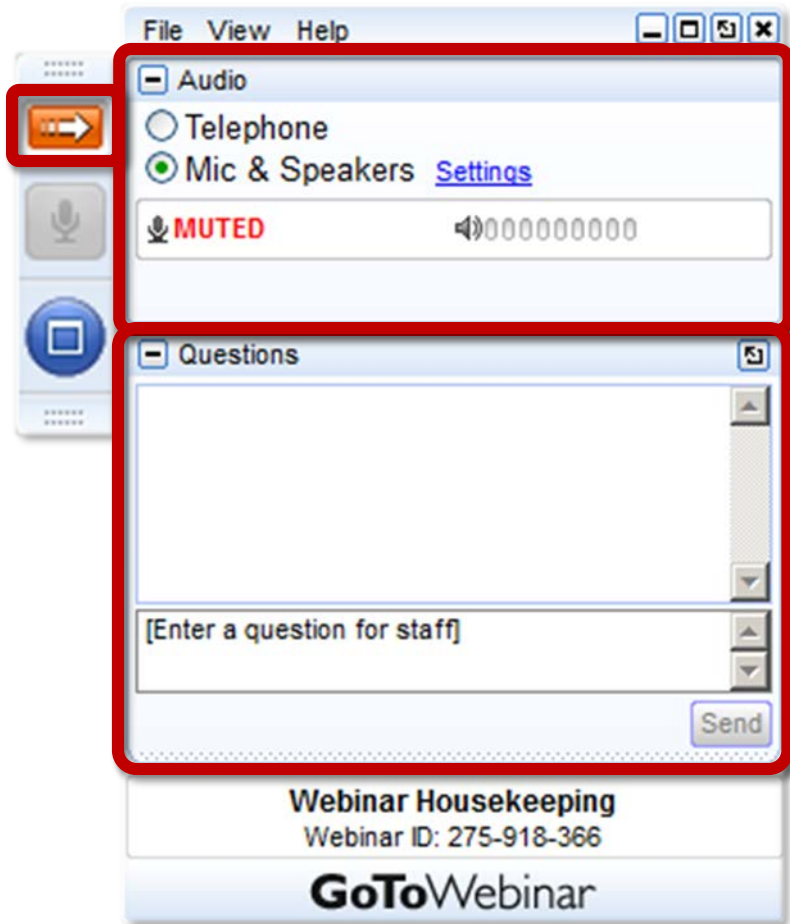 File View Help
Audio
Telephone
Mic & Speakers Settings
MUTED
Questions
[Enter a question for staff]
Send
Webinar Housekeeping
Webinar ID: 275-918-366
GoToWebinar